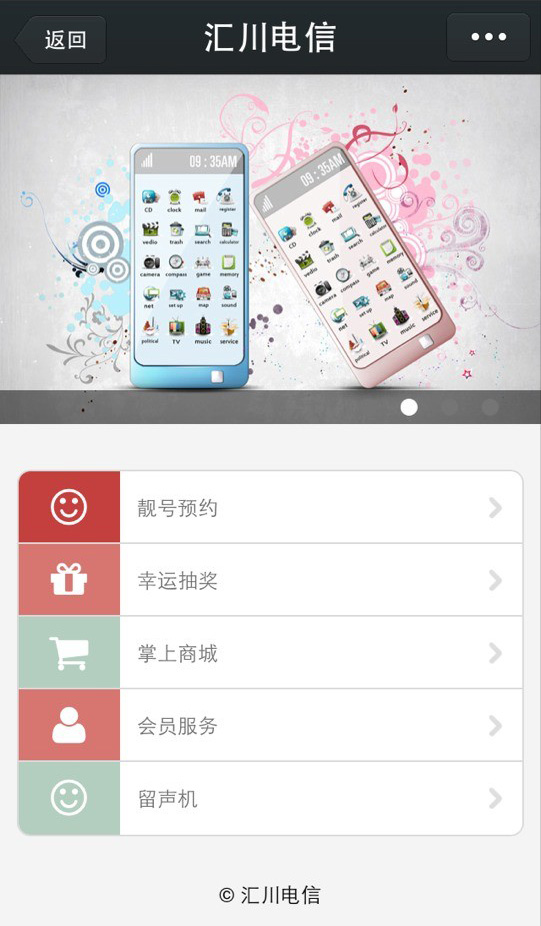 返回
汇川电信
09 : 35AM
CD clock mail register
vedio trash search calculator
camera compass game memory
net set up map sound
political TV music service
09 : 35AM
CD clock mail register
vedio trash search calculator
camera compass game memory
net set up map sound
political TV music service
靓号预约
幸运抽奖
掌上商城
会员服务
留声机
© 汇川电信